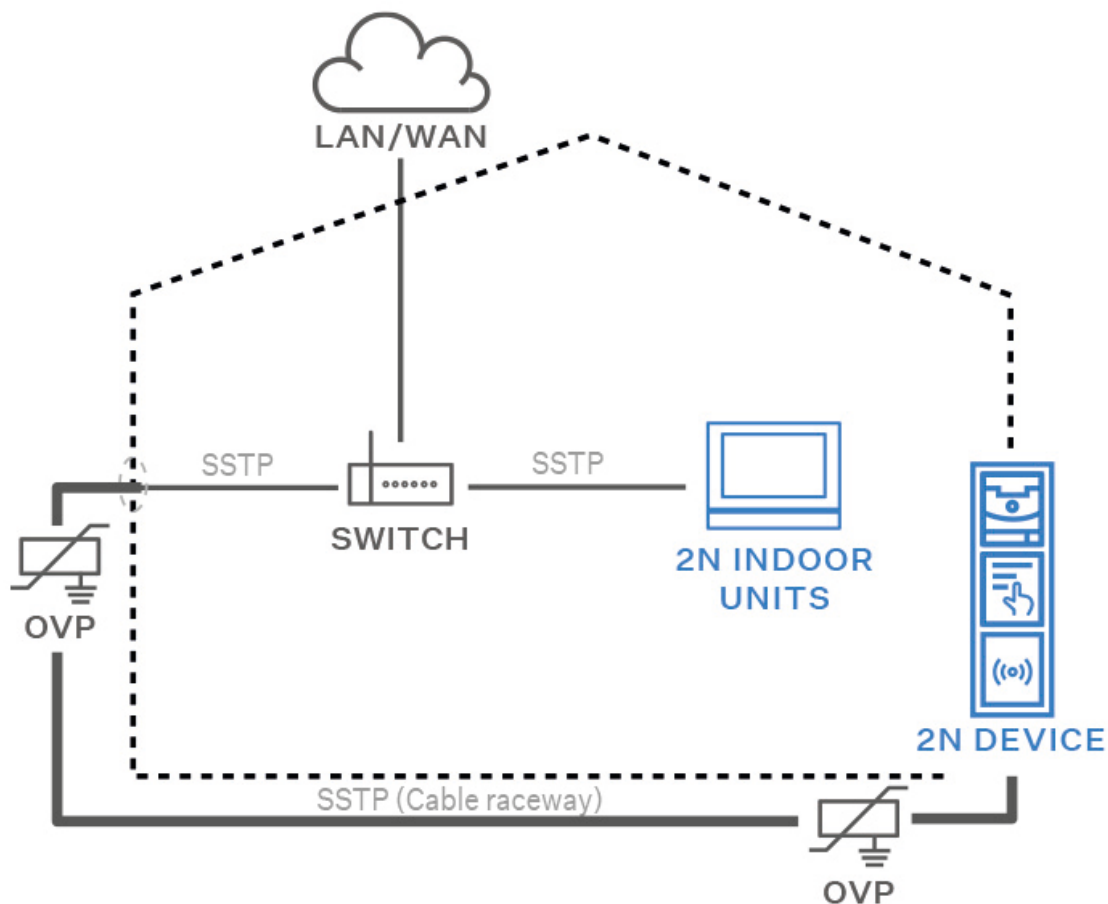 LAN/WAN
SSTP
SSTP
SWITCH
2N INDOOR
UNITS
OVP
2N DEVICE
SSTP (Cable raceway)
OVP